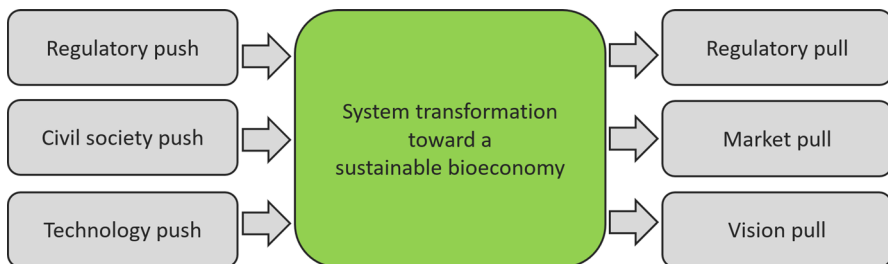 Regulatory push
Civil society push
Technology push
System transformation
toward a
sustainable bioeconomy
Regulatory pull
Market pull
Vision pull